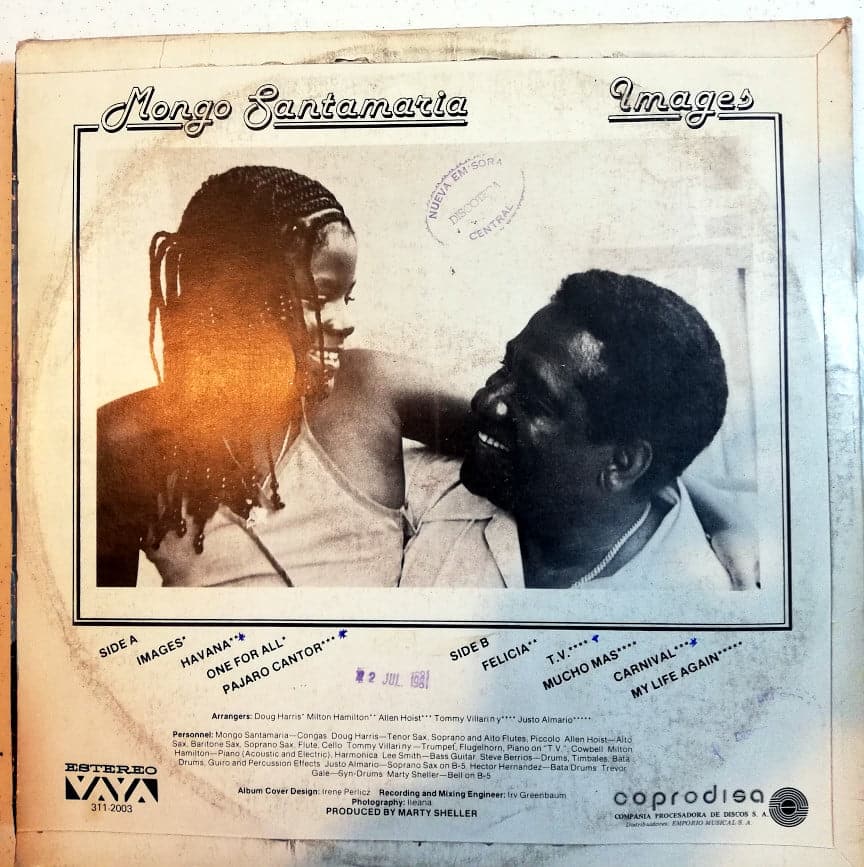 Mongo Santamaria
Images
NUEVA EMISORA
DISCOTECA
CENTRAL
SIDE A
IMAGES*
HAVANA**
ONE FOR ALL*
PAJARO CANTOR***
SIDE B
FELICIA**
T.V.****
MUCHO MAS****
CARNIVAL****
MY LIFE AGAIN*****
2 JUL. 1981
Arrangers: Doug Harris* Milton Hamilton** Allen Hoist*** Tommy Villariny**** Justo Almario*****
Personnel: Mongo Santamaria—Congas Doug Harris—Tenor Sax, Soprano and Alto Flutes, Piccolo Allen Hoist—Alto
Sax, Baritone Sax, Soprano Sax, Flute, Cello Tommy Villariny—Trumpet, Flugelhorn, Piano on "T.V.", Cowbell Milton
Hamilton—Piano (Acoustic and Electric), Harmonica Lee Smith—Bass Guitar Steve Berrios—Drums, Timbales, Bata
Drums, Guiro and Percussion Effects Justo Almario—Soprano Sax on B-5 Hector Hernandez—Bata Drums Trevor
Gale—Syn-Drums Marty Sheller—Bell on B-5
Album Cover Design: Irene Perlicz Recording and Mixing Engineer: Irv Greenbaum
Photography: Ileana
PRODUCED BY MARTY SHELLER
ESTEREO
VAYA
311-2003
coprodisa
COMPAÑIA PROCESADORA DE DISCOS S. A.
Distribuidores: EMPORIO MUSICAL S. A.